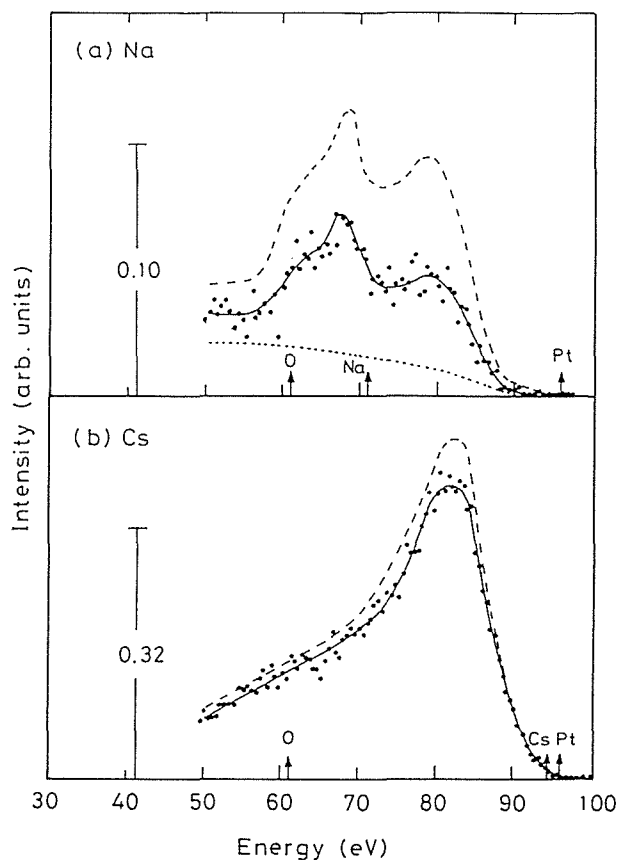 (a) Na
0.10
O
Na
Pt
Intensity (arb. units)
(b) Cs
0.32
O
Cs Pt
30 40 50 60 70 80 90 100
Energy (eV)